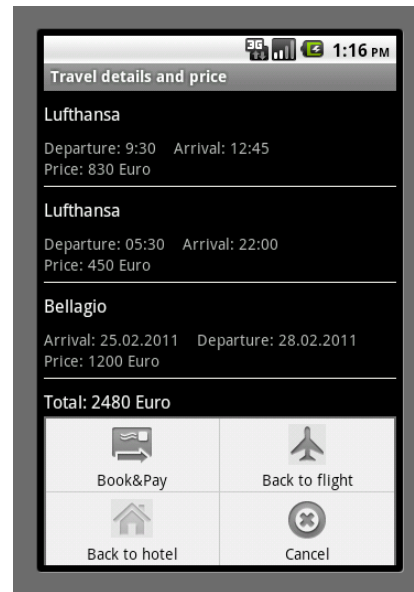 3G 1:16 PM
Travel details and price
Lufthansa
Departure: 9:30 Arrival: 12:45
Price: 830 Euro
Lufthansa
Departure: 05:30 Arrival: 22:00
Price: 450 Euro
Bellagio
Arrival: 25.02.2011 Departure: 28.02.2011
Price: 1200 Euro
Total: 2480 Euro
Book&Pay Back to flight
Back to hotel Cancel